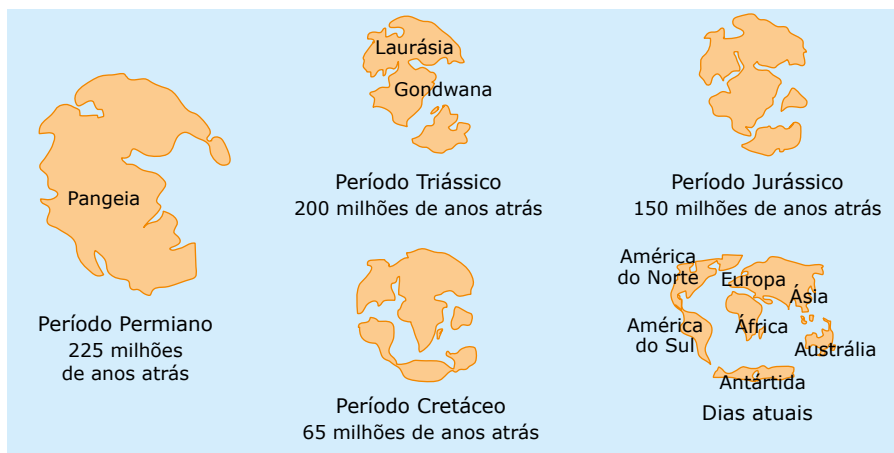 Laurásia
Gondwana
Período Triássico
200 milhões de anos atrás
Período Jurássico
150 milhões de anos atrás
Pangeia
Período Permiano
225 milhões
de anos atrás
Período Cretáceo
65 milhões de anos atrás
América
do Norte
Europa
Ásia
América
do Sul
África
Austrália
Antártida
Dias atuais